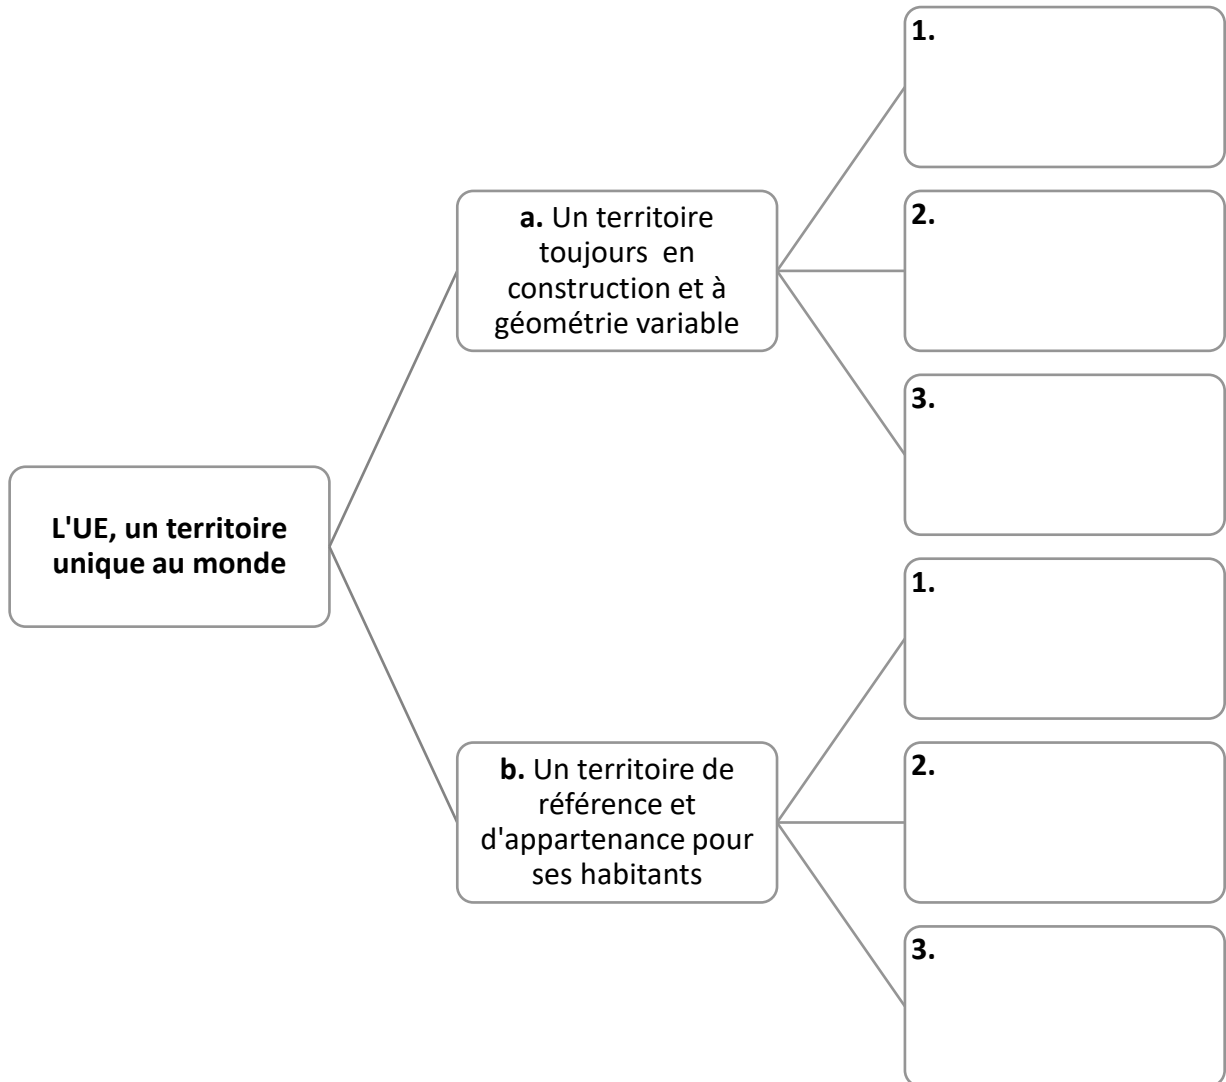 L'UE, un territoire
unique au monde
a. Un territoire
toujours  en
construction et à
géométrie variable
1.
2.
3.
b. Un territoire de
référence et
d'appartenance pour
ses habitants
1.
2.
3.